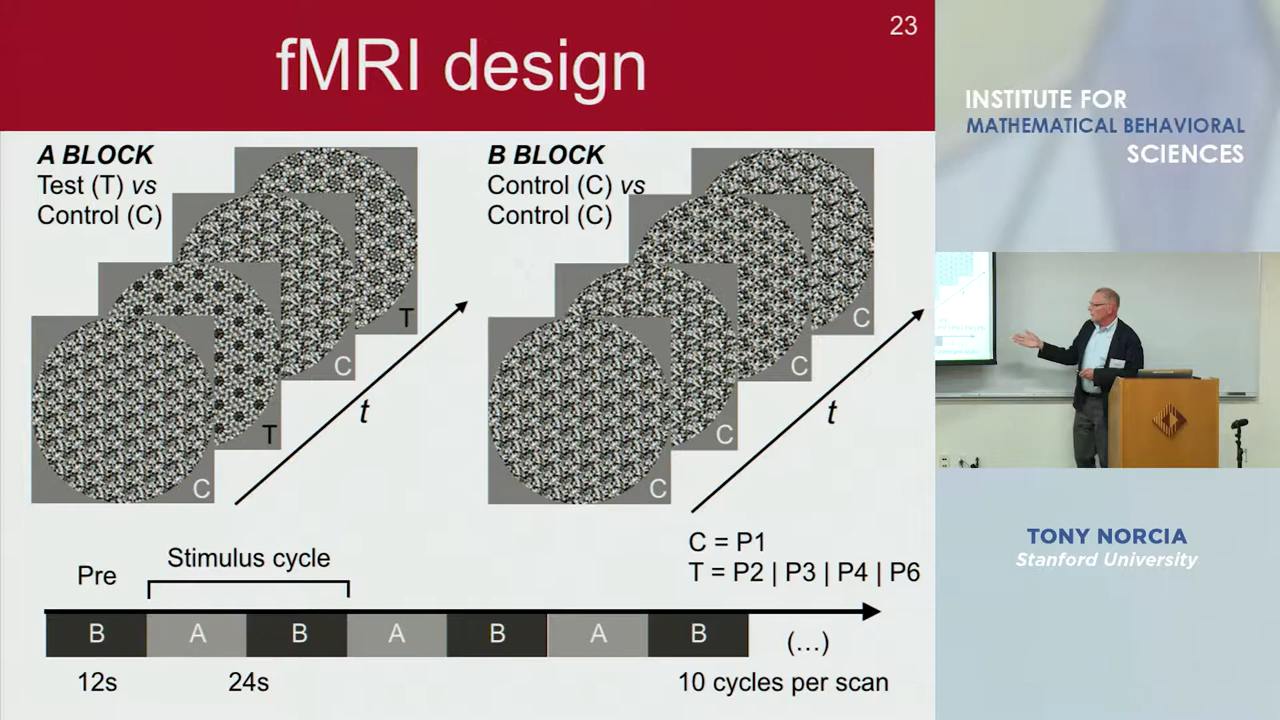 fMRI design
23
A BLOCK
Test (T) vs
Control (C)
C
T
C
T
t
B BLOCK
Control (C) vs
Control (C)
C
C
C
C
t
C = P1
T = P2 | P3 | P4 | P6
Pre
Stimulus cycle
B A B A B A B
(...)
12s
24s
10 cycles per scan
INSTITUTE FOR
MATHEMATICAL BEHAVIORAL
SCIENCES
TONY NORCIA
Stanford University